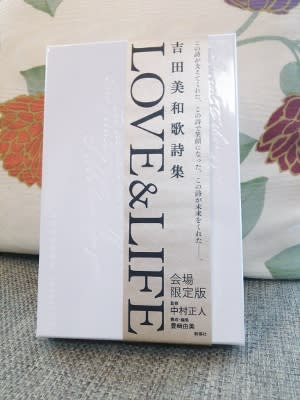 この詩が支えてくれた、この詩で笑顔になった、この詩が未来をくれた——。
吉田美和歌詩集
LOVE&LIFE
会場
限定版
監修
中村正人
構成・編集
豊﨑由美
新潮社